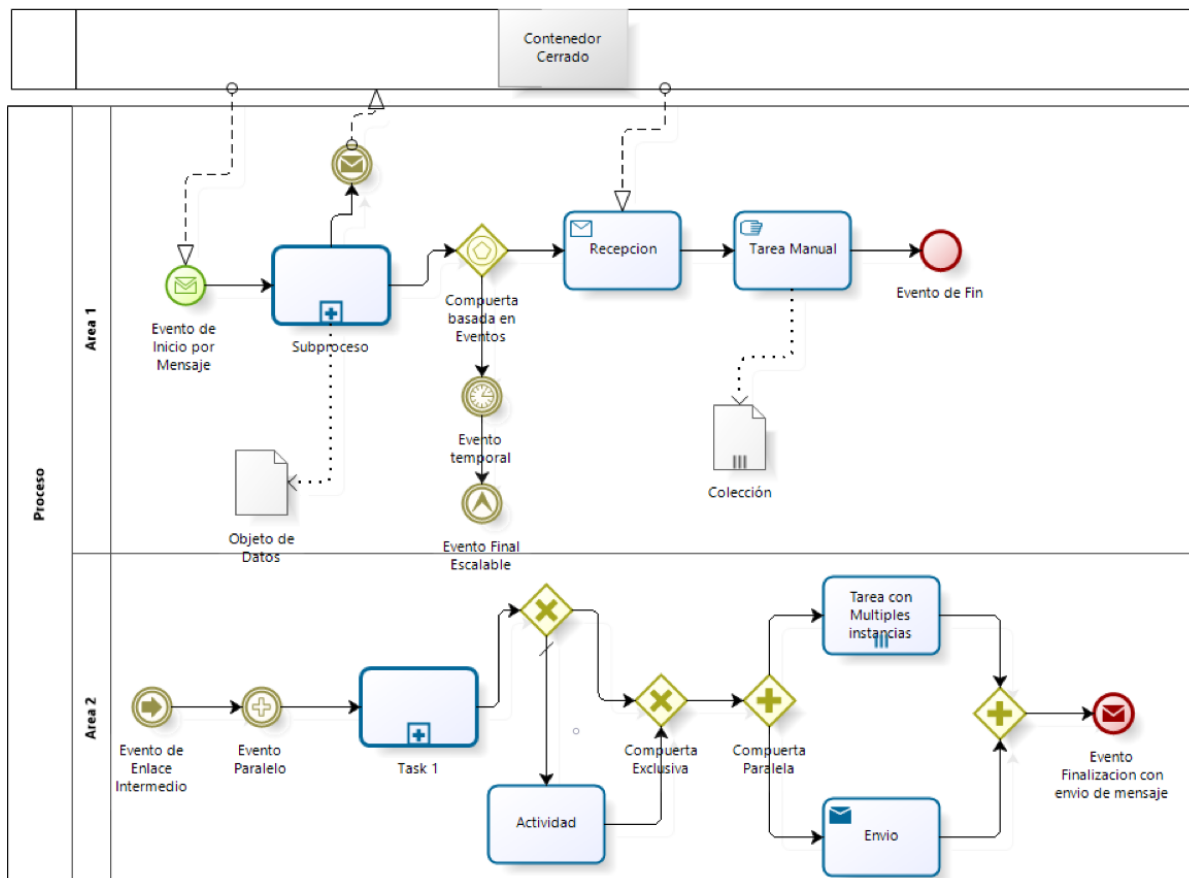 Contenedor
Cerrado
Proceso
Area 1
Evento de
Inicio por
Mensaje
Subproceso
Compuerta
basada en
Eventos
Recepcion
Tarea Manual
Evento de Fin
Evento
temporal
Evento Final
Escalable
Objeto de
Datos
Colección
Area 2
Evento de
Enlace
Intermedio
Evento
Paralelo
Task 1
Actividad
Compuerta
Exclusiva
Compuerta
Paralela
Tarea con
Multiples
instancias
Envio
Evento
Finalizacion con
envio de mensaje